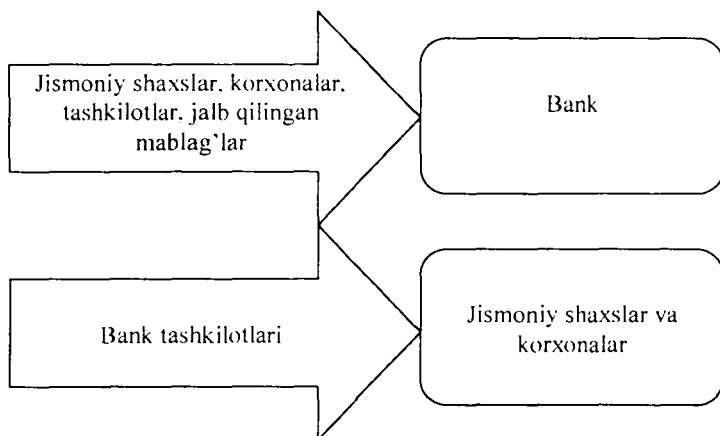 Jismoniy shaxslar, korxonalar,
tashkilotlar, jalb qilingan
mablag`lar
Bank
Bank tashkilotlari
Jismoniy shaxslar va
korxonalar